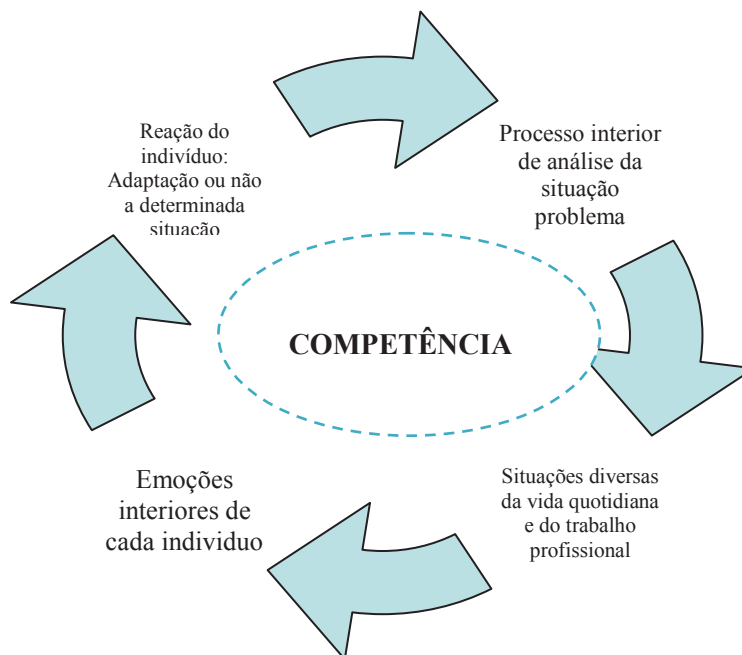 Reação do
indivíduo:
Adaptação ou não
a determinada
situação
Processo interior
de análise da
situação
problema
COMPETÊNCIA
Emoções
interiores de
cada individuo
Situações diversas
da vida quotidiana
e do trabalho
profissional